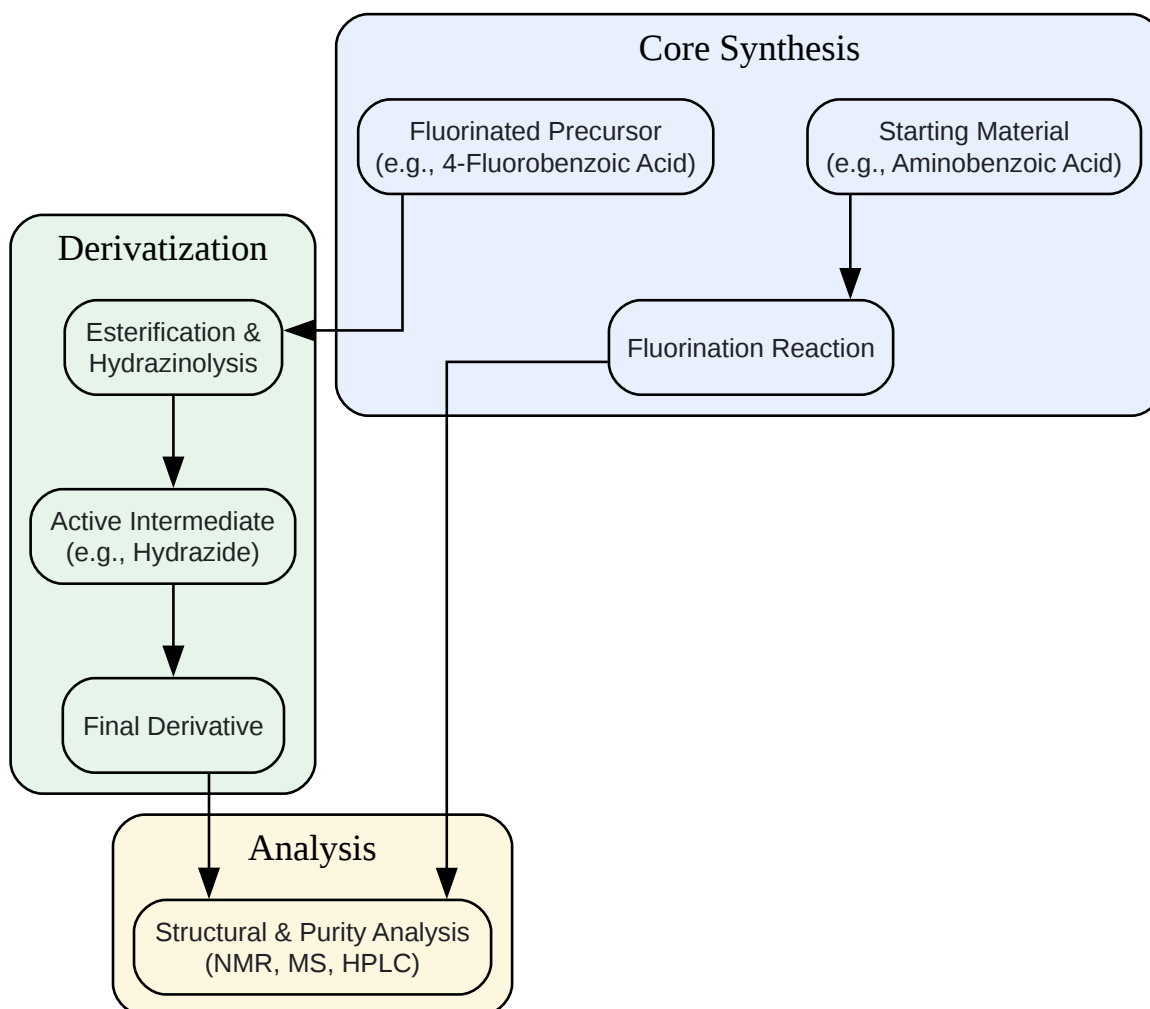 Core Synthesis
Fluorinated Precursor
(e.g., 4-Fluorobenzoic Acid)
Starting Material
(e.g., Aminobenzoic Acid)
Fluorination Reaction
Derivatization
Esterification &
Hydrazinolysis
Active Intermediate
(e.g., Hydrazide)
Final Derivative
Analysis
Structural & Purity Analysis
(NMR, MS, HPLC)